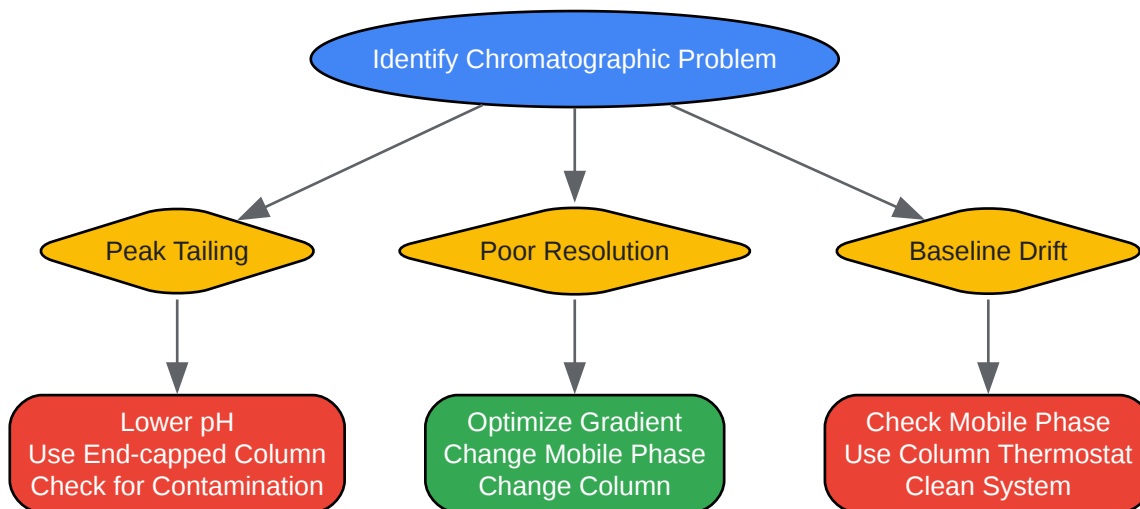 Identify Chromatographic Problem
Peak Tailing
Poor Resolution
Baseline Drift
Lower pH
Use End-capped Column
Check for Contamination
Optimize Gradient
Change Mobile Phase
Change Column
Check Mobile Phase
Use Column Thermostat
Clean System